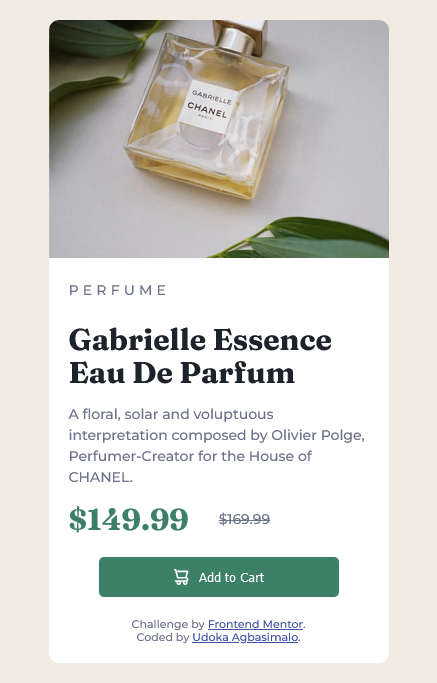 GABRIELLE
CHANEL
PARIS
PERFUME
Gabrielle Essence
Eau De Parfum
A floral, solar and voluptuous
interpretation composed by Olivier Polge,
Perfumer-Creator for the House of
CHANEL.
$149.99 $169.99
Add to Cart
Challenge by Frontend Mentor.
Coded by Udoka Agbasimalo.